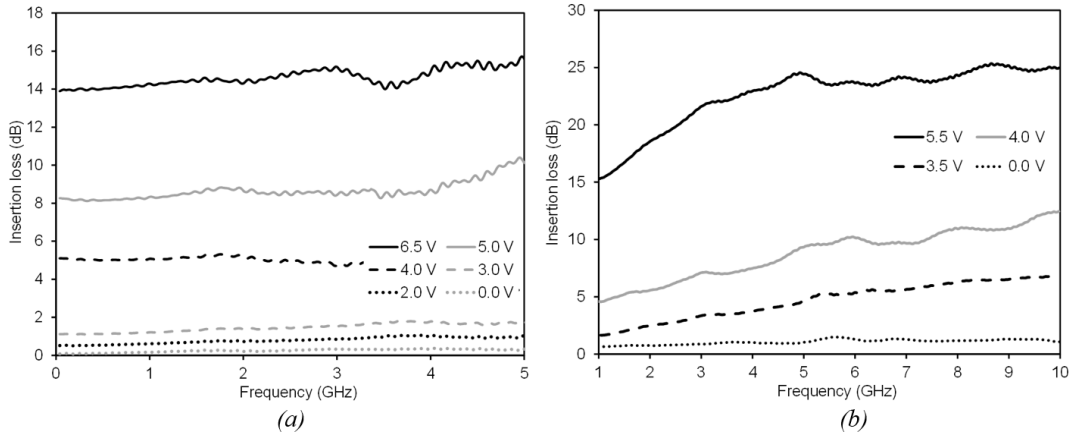 18
16
14
12
10
8
6
4
2
0
Insertion loss (dB)
6.5 V 5.0 V
4.0 V 3.0 V
2.0 V 0.0 V
0 1 2 3 4 5
Frequency (GHz)
(a)
30
25
20
15
10
5
0
Insertion loss (dB)
5.5 V 4.0 V
3.5 V 0.0 V
1 2 3 4 5 6 7 8 9 10
Frequency (GHz)
(b)